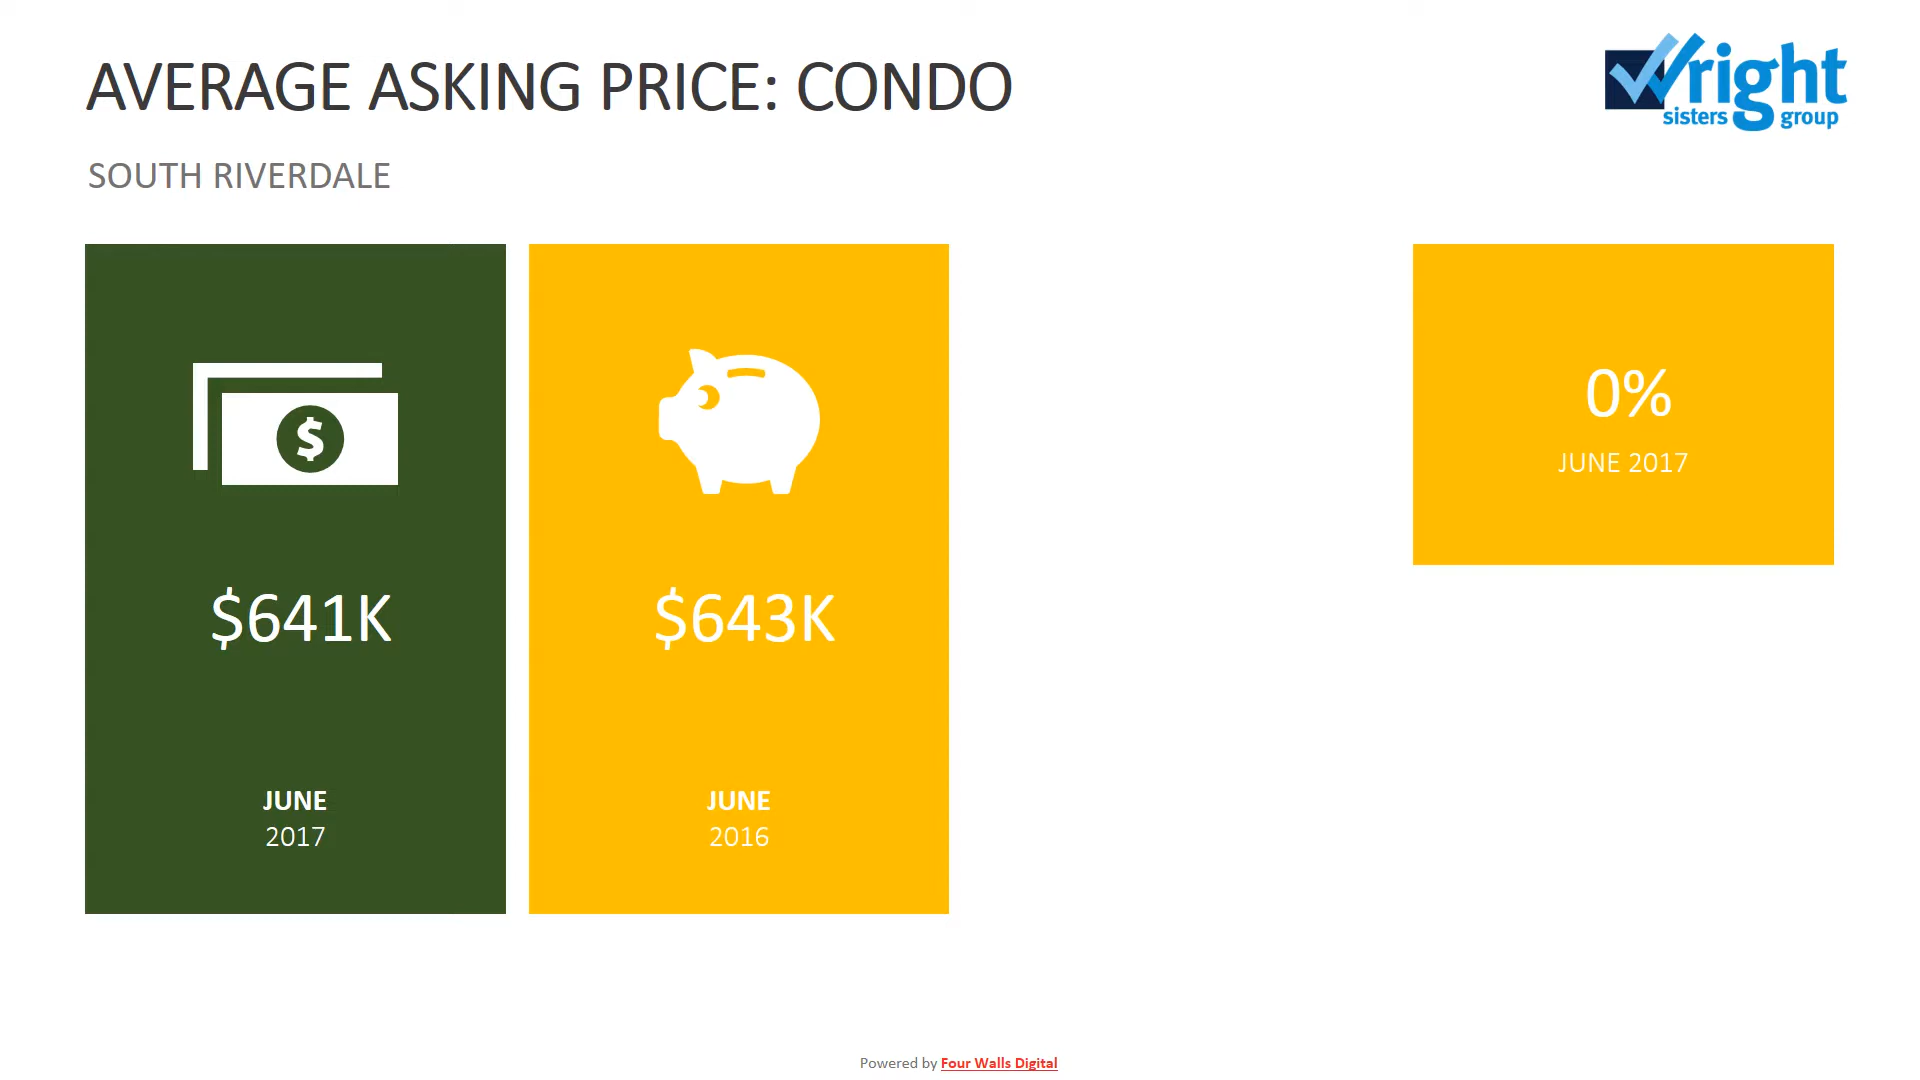 AVERAGE ASKING PRICE: CONDO
Wright
sisters group
SOUTH RIVERDALE
$
$641K
JUNE
2017
$643K
JUNE
2016
0%
JUNE 2017
Powered by Four Walls Digital